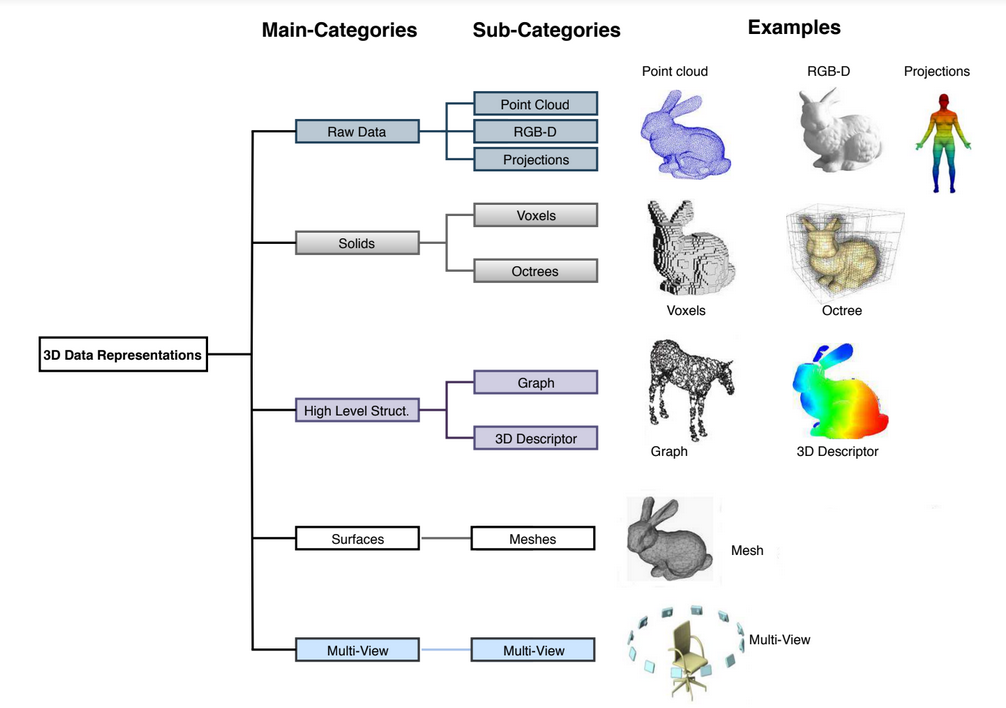 Main-Categories
Sub-Categories
Examples
Point cloud
RGB-D
Projections
Point Cloud
Raw Data
RGB-D
Projections
Voxels
Solids
Octrees
Voxels
Octree
3D Data Representations
Graph
High Level Struct.
3D Descriptor
Graph
3D Descriptor
Surfaces
Meshes
Mesh
Multi-View
Multi-View
Multi-View